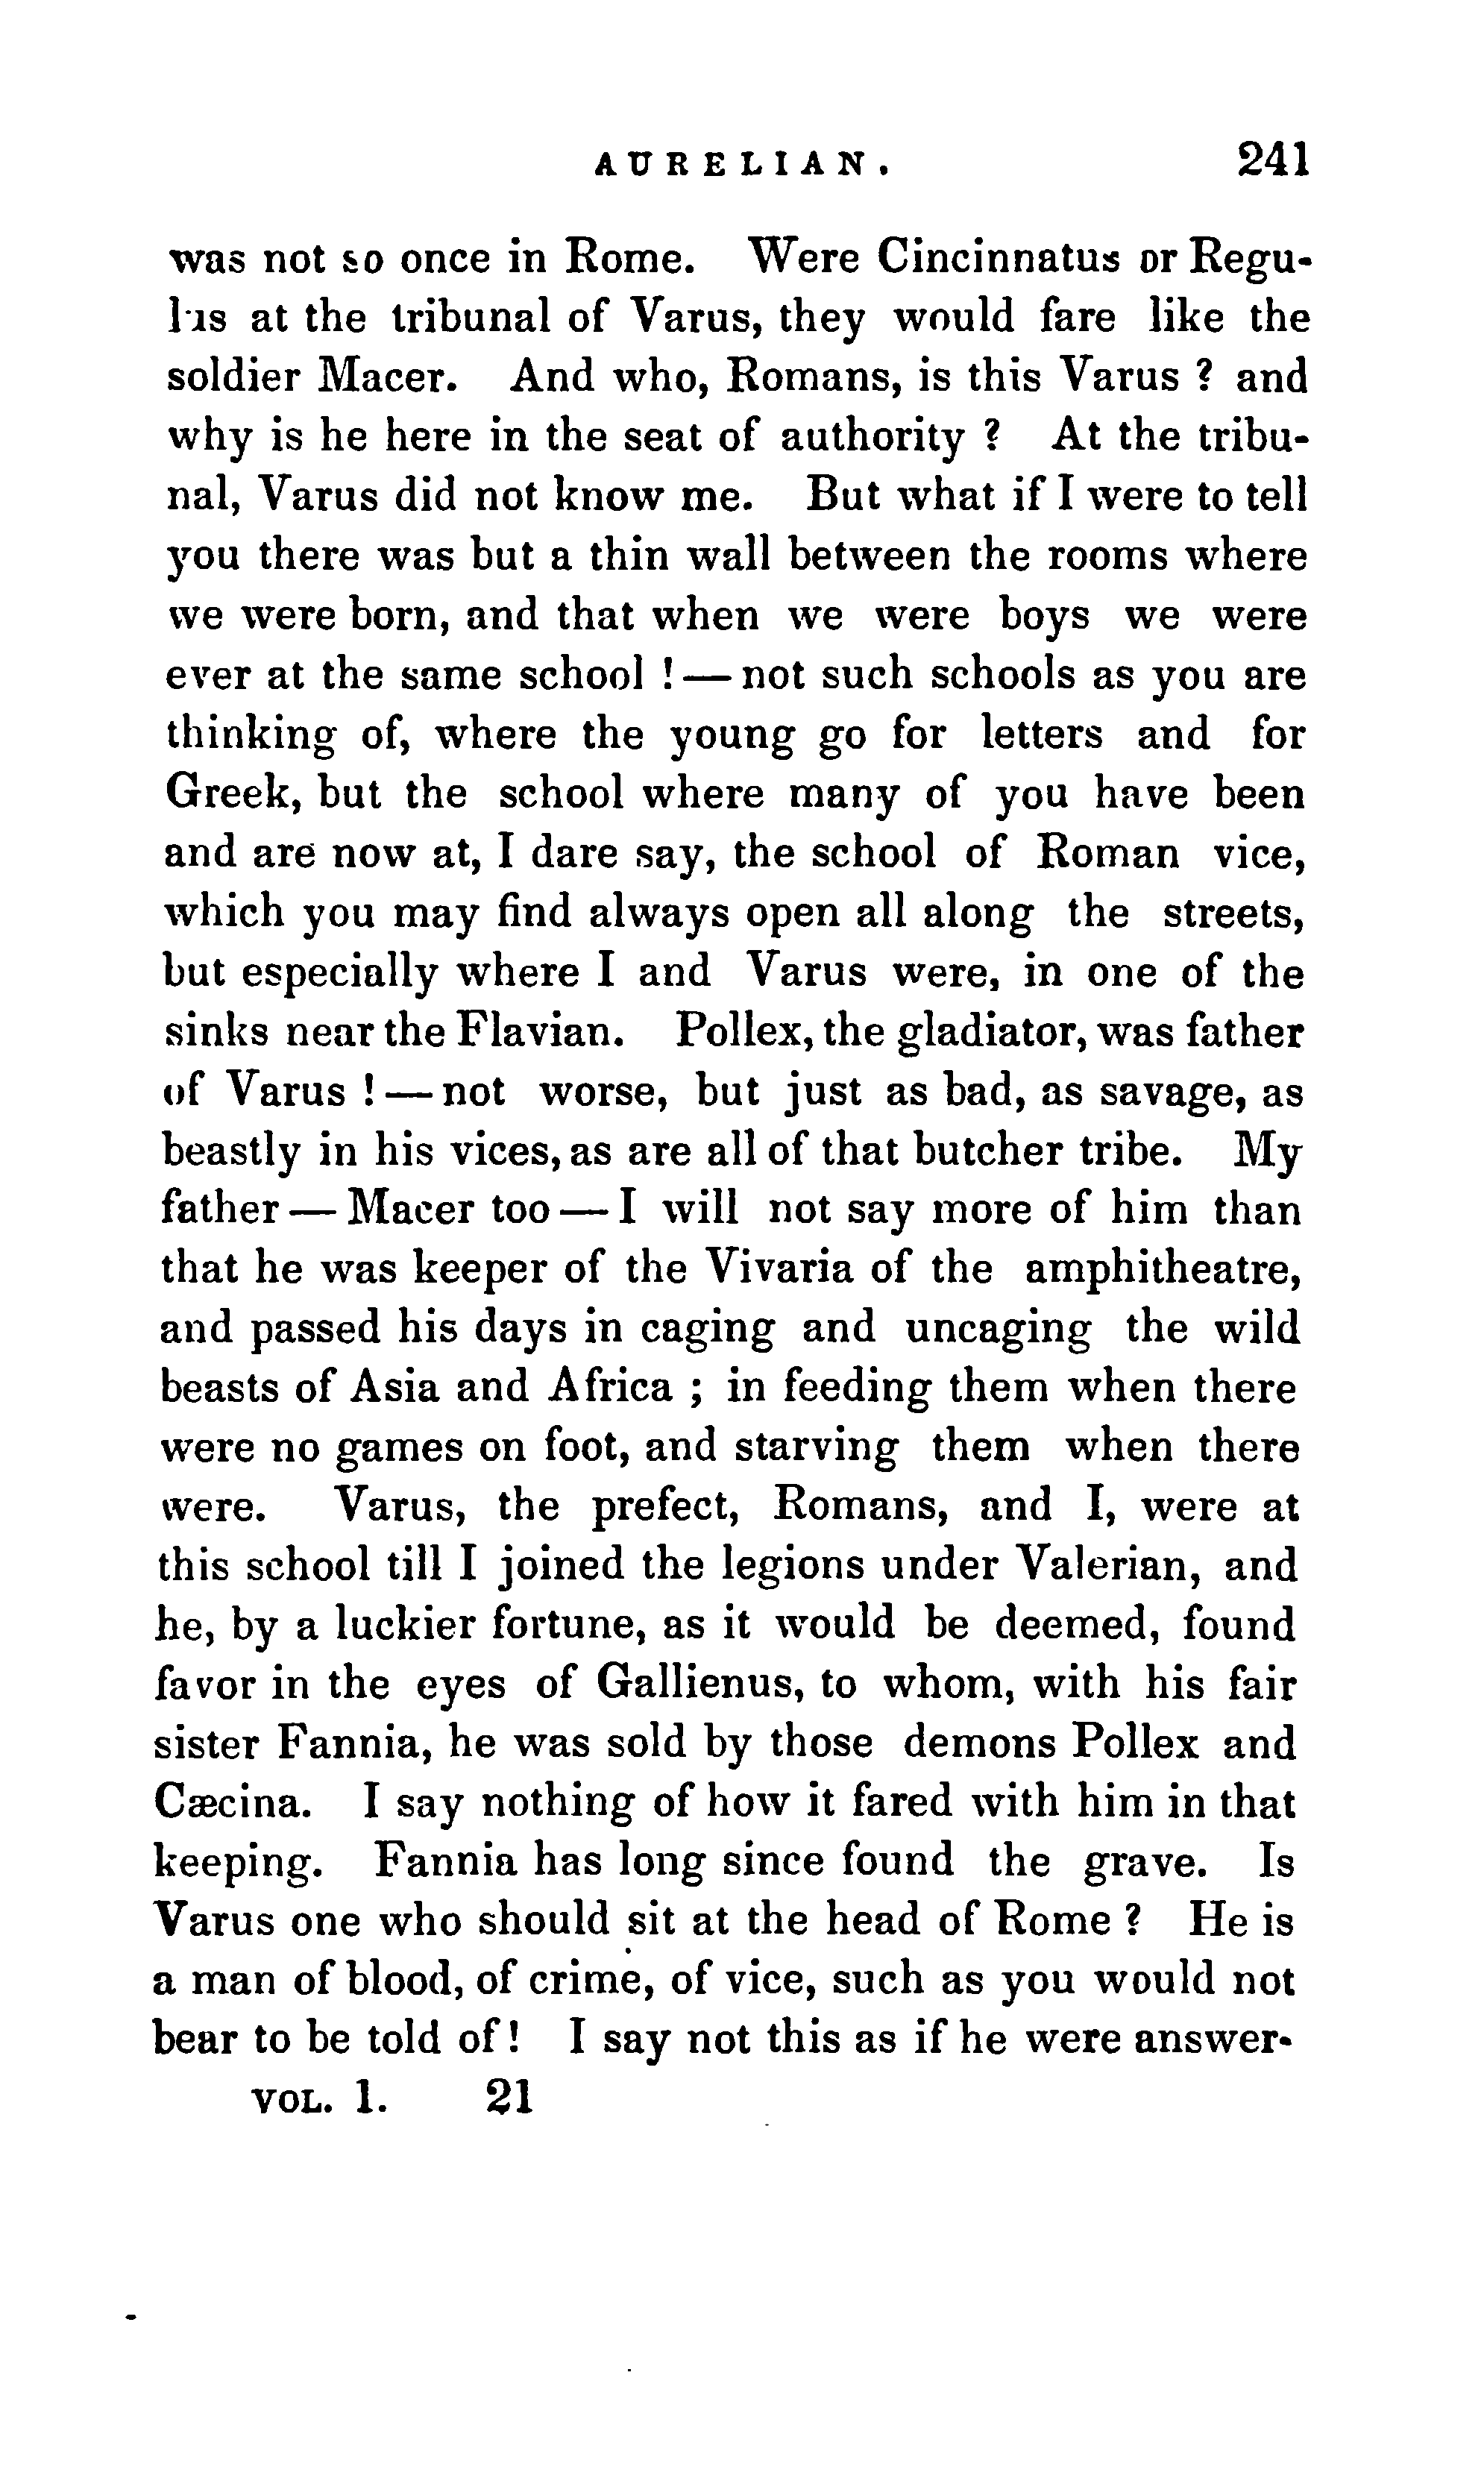 AURELIAN. 241
was not so once in Rome. Were Cincinnatus or Regu-
lus at the tribunal of Varus, they would fare like the
soldier Macer. And who, Romans, is this Varus ? and
why is he here in the seat of authority ? At the tribu-
nal, Varus did not know me. But what if I were to tell
you there was but a thin wall between the rooms where
we were born, and that when we were boys we were
ever at the same school ! — not such schools as you are
thinking of, where the young go for letters and for
Greek, but the school where many of you have been
and are now at, I dare say, the school of Roman vice,
which you may find always open all along the streets,
but especially where I and Varus were, in one of the
sinks near the Flavian. Pollex, the gladiator, was father
of Varus ! — not worse, but just as bad, as savage, as
beastly in his vices, as are all of that butcher tribe. My
father — Macer too — I will not say more of him than
that he was keeper of the Vivaria of the amphitheatre,
and passed his days in caging and uncaging the wild
beasts of Asia and Africa ; in feeding them when there
were no games on foot, and starving them when there
were. Varus, the prefect, Romans, and I, were at
this school till I joined the legions under Valerian, and
he, by a luckier fortune, as it would be deemed, found
favor in the eyes of Gallienus, to whom, with his fair
sister Fannia, he was sold by those demons Pollex and
Cæcina. I say nothing of how it fared with him in that
keeping. Fannia has long since found the grave. Is
Varus one who should sit at the head of Rome ? He is
a man of blood, of crime, of vice, such as you would not
bear to be told of ! I say not this as if he were answer-
VOL. 1. 21